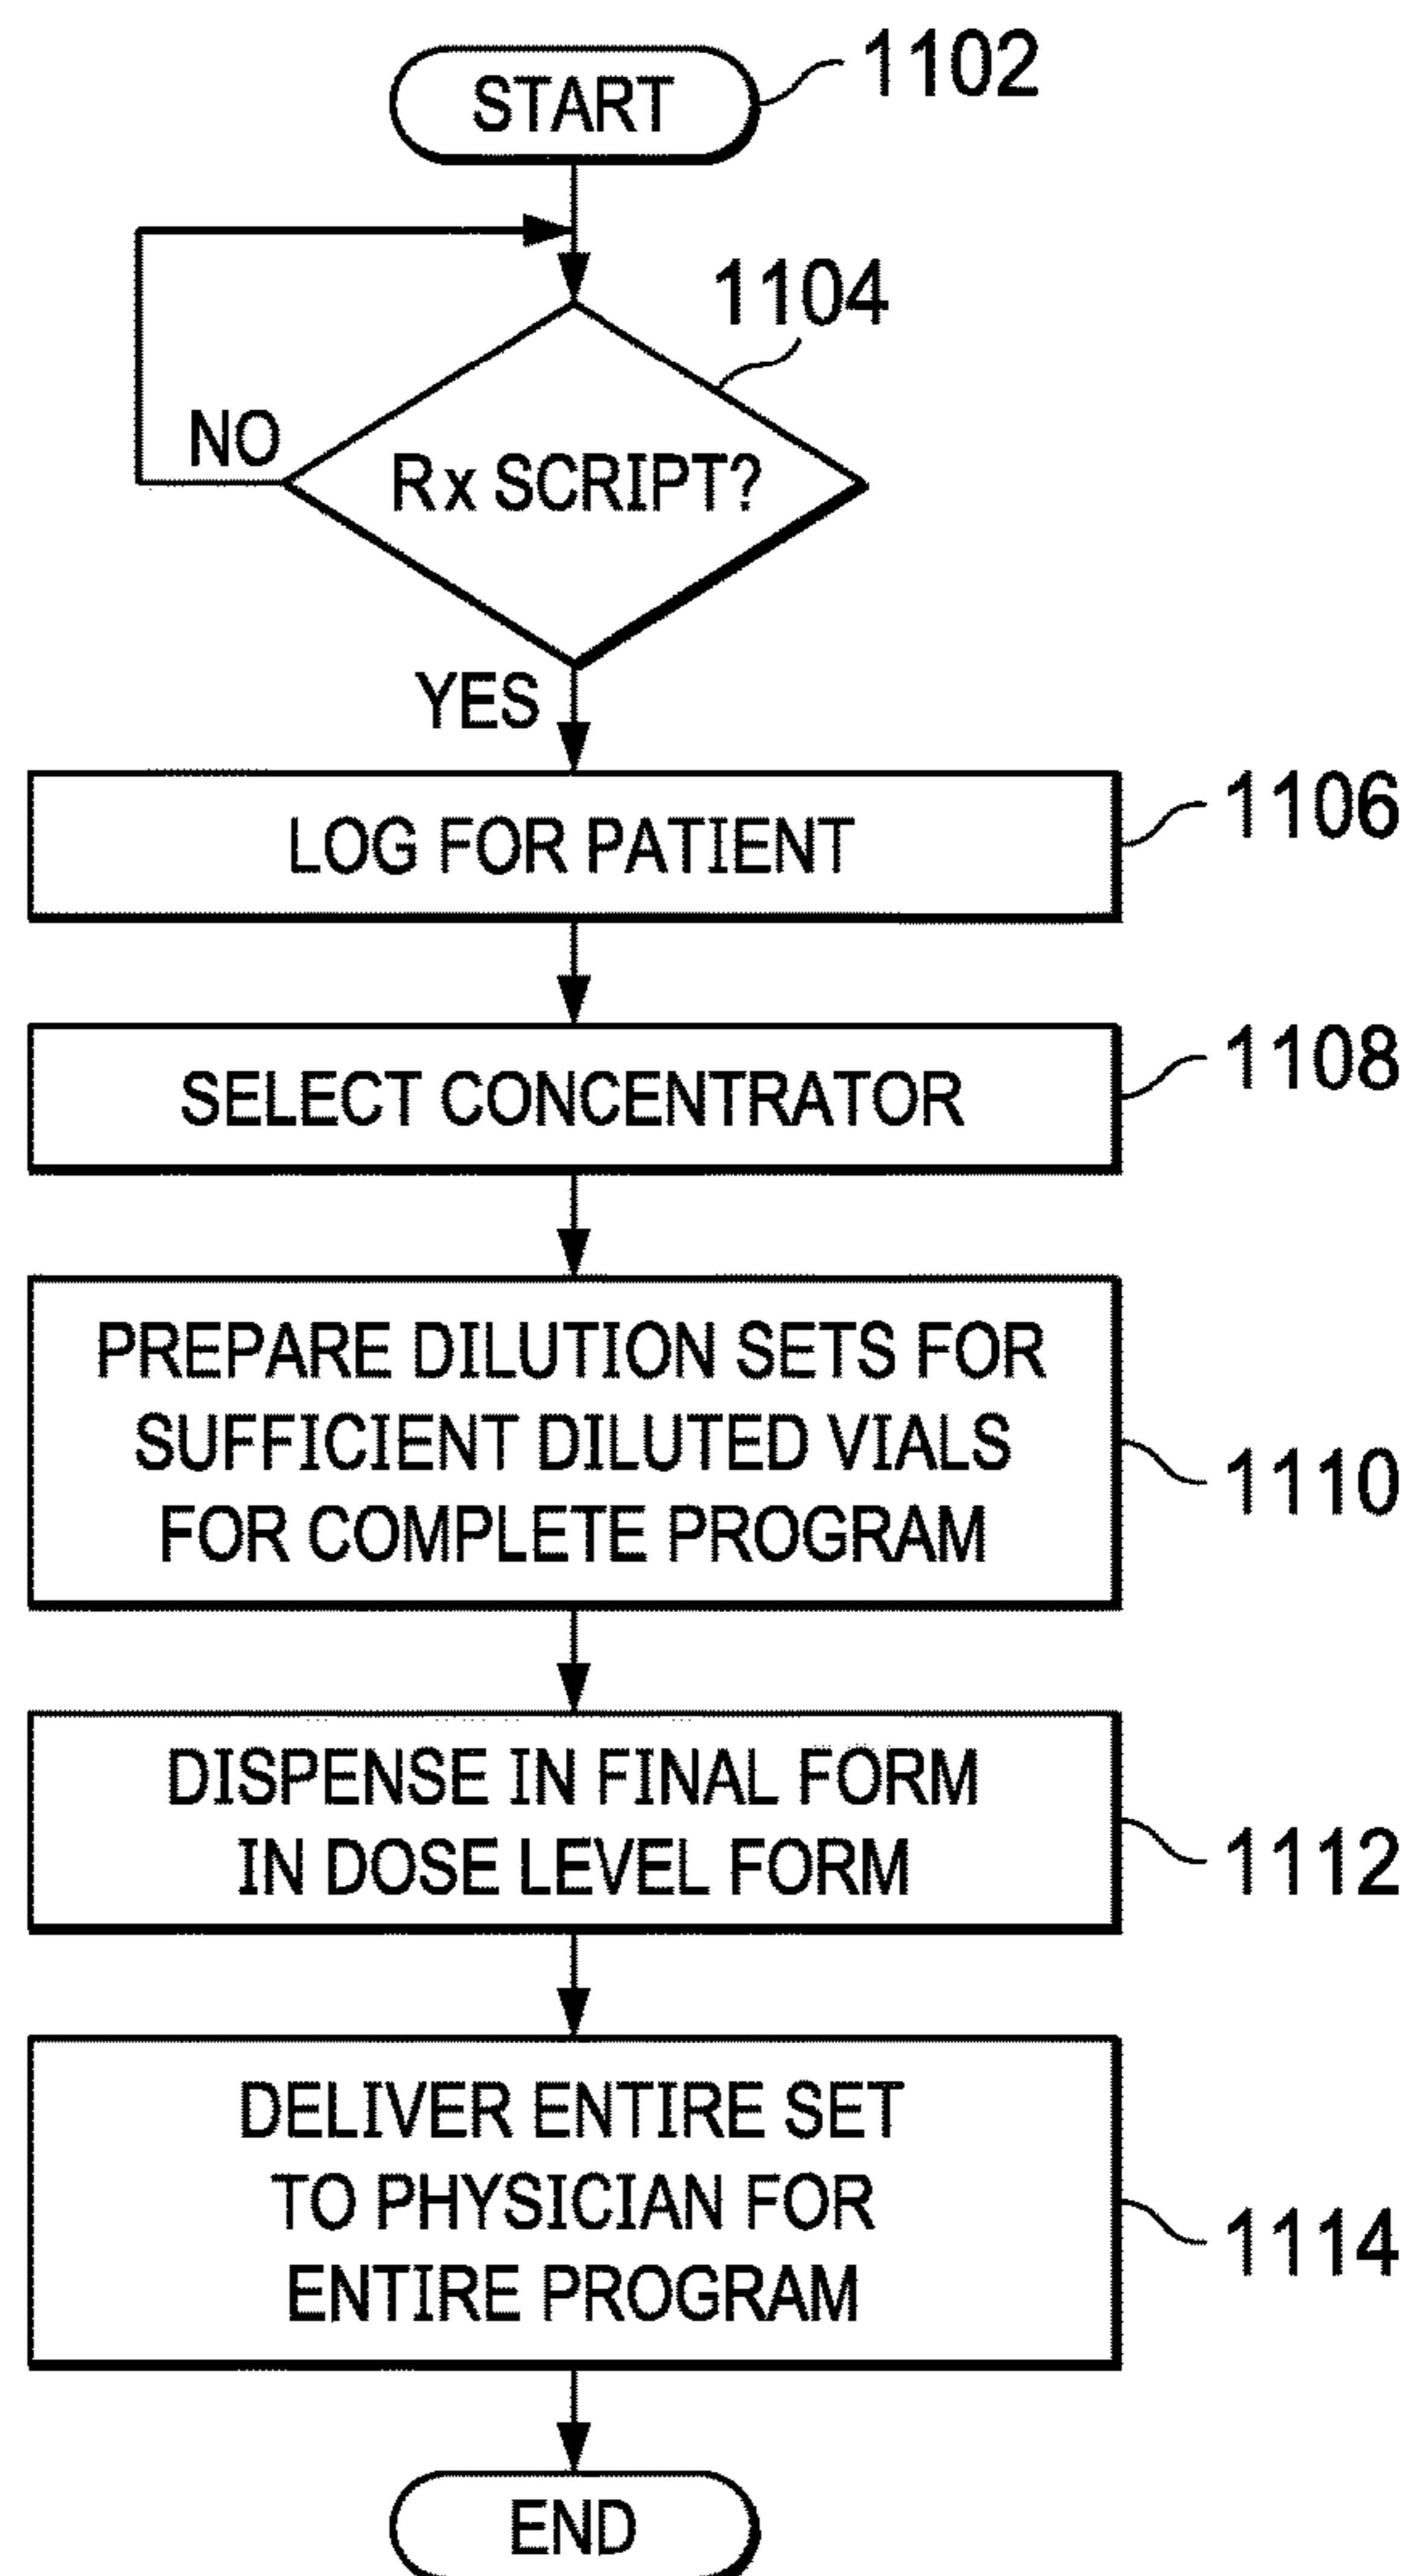 START
1102
1104
NO
Rx SCRIPT?
YES
LOG FOR PATIENT
1106
SELECT CONCENTRATOR
1108
PREPARE DILUTION SETS FOR
SUFFICIENT DILUTED VIALS
FOR COMPLETE PROGRAM
1110
DISPENSE IN FINAL FORM
IN DOSE LEVEL FORM
1112
DELIVER ENTIRE SET
TO PHYSICIAN FOR
ENTIRE PROGRAM
1114
END